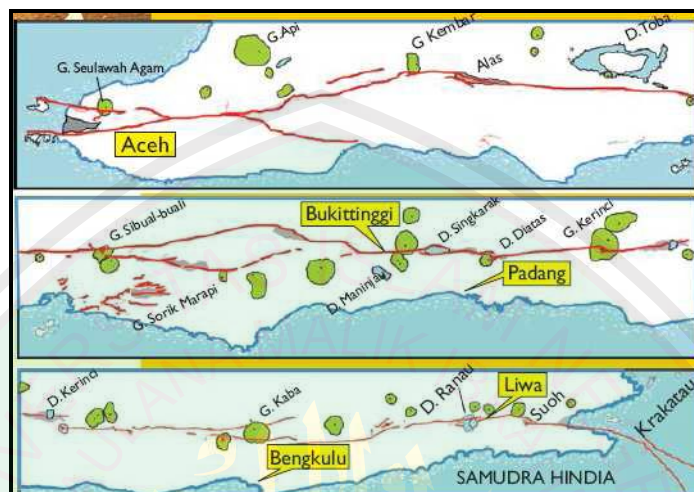 G. Seulawah Agam
G.Api
G Kembar
Alas
D.Toba
Aceh
G. Sibual-buali
Bukittinggi
D. Singkarak
D. Diatas
G. Kerinci
G. Sorik Marapi
D. Maninjau
Padang
D. Kerinci
G. Kaba
D. Ranau
Liwa
Suoh
Krakatau
Bengkulu
SAMUDRA HINDIA